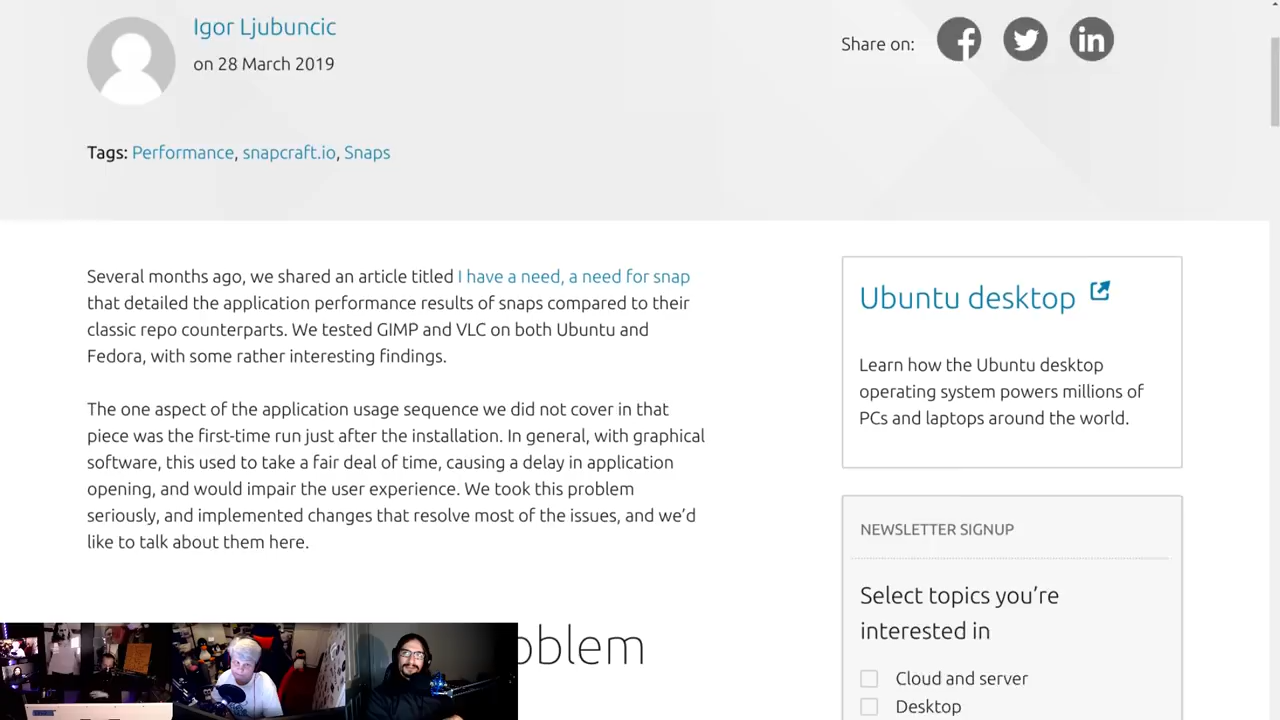 Igor Ljubuncic
on 28 March 2019
Share on:
Tags: Performance, snapcraft.io, Snaps
Several months ago, we shared an article titled I have a need, a need for snap
that detailed the application performance results of snaps compared to their
classic repo counterparts. We tested GIMP and VLC on both Ubuntu and
Fedora, with some rather interesting findings.
The one aspect of the application usage sequence we did not cover in that
piece was the first-time run just after the installation. In general, with graphical
software, this used to take a fair deal of time, causing a delay in application
opening, and would impair the user experience. We took this problem
seriously, and implemented changes that resolve most of the issues, and we’d
like to talk about them here.
oblem
Ubuntu desktop
Learn how the Ubuntu desktop
operating system powers millions of
PCs and laptops around the world.
NEWSLETTER SIGNUP
Select topics you’re
interested in
Cloud and server
Desktop